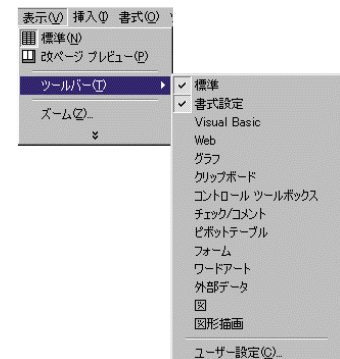 表示(V) 挿入(I) 書式(O)
標準(N)
改ページ プレビュー(P)
ツールバー(T)
ズーム(Z)...
標準
書式設定
Visual Basic
Web
グラフ
クリップボード
コントロール ツールボックス
チェック/コメント
ピボットテーブル
フォーム
ワードアート
外部データ
図
図形描画
ユーザー設定(C)...